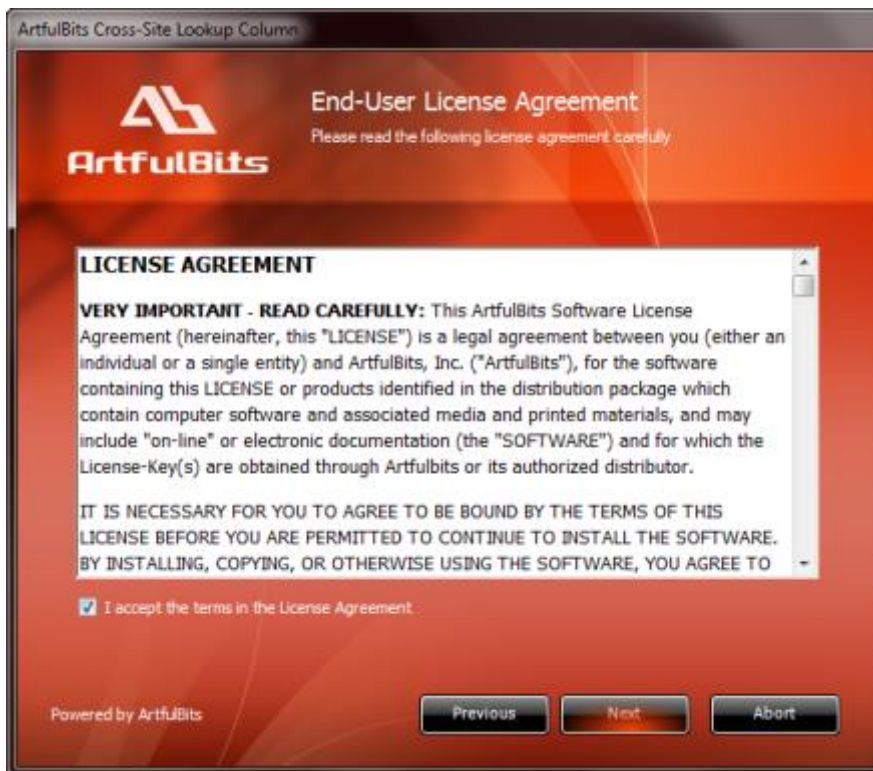 ArtfulBits Cross-Site Lookup Column
ArtfulBits
End-User License Agreement
Please read the following license agreement carefully
LICENSE AGREEMENT
VERY IMPORTANT - READ CAREFULLY: This ArtfulBits Software License
Agreement (hereinafter, this "LICENSE") is a legal agreement between you (either an
individual or a single entity) and ArtfulBits, Inc. ("ArtfulBits"), for the software
containing this LICENSE or products identified in the distribution package which
contain computer software and associated media and printed materials, and may
include "on-line" or electronic documentation (the "SOFTWARE") and for which the
License-Key(s) are obtained through Artfulbits or its authorized distributor.
IT IS NECESSARY FOR YOU TO AGREE TO BE BOUND BY THE TERMS OF THIS
LICENSE BEFORE YOU ARE PERMITTED TO CONTINUE TO INSTALL THE SOFTWARE.
BY INSTALLING, COPYING, OR OTHERWISE USING THE SOFTWARE, YOU AGREE TO
I accept the terms in the License Agreement
Powered by ArtfulBits
Previous
Next
Abort